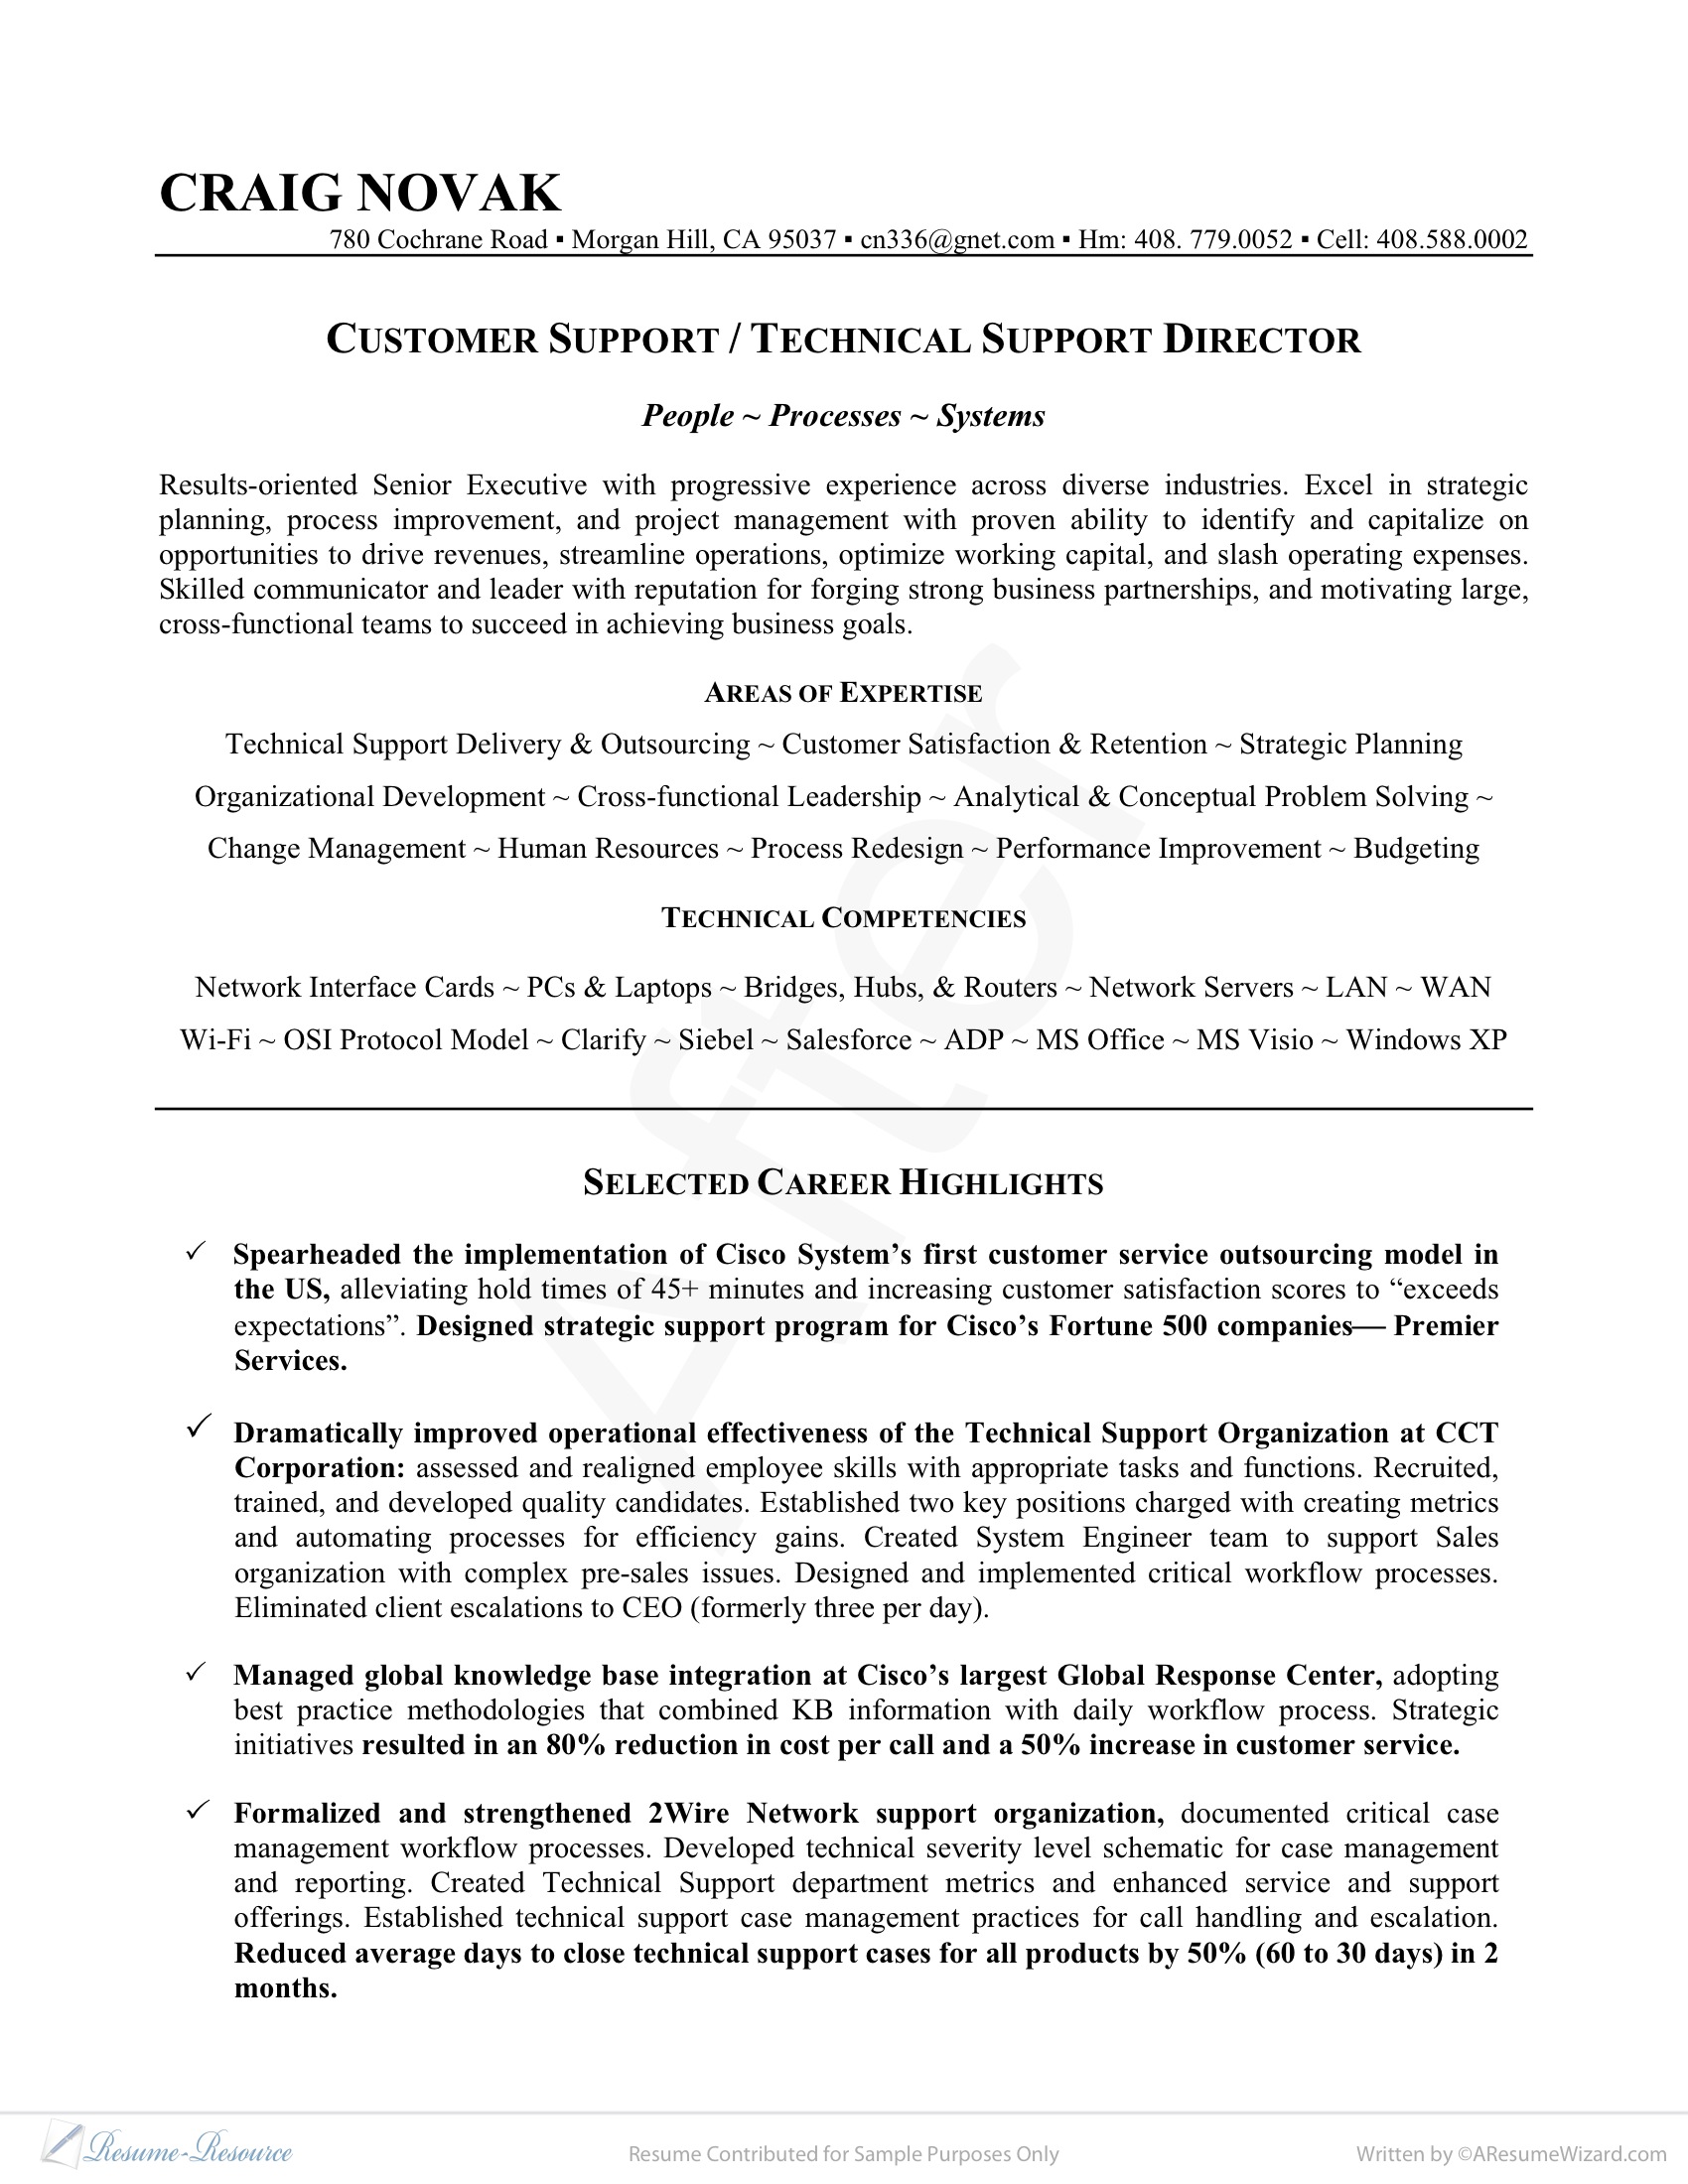 CRAIG NOVAK
780 Cochrane Road ▪ Morgan Hill, CA 95037 ▪ cn336@gnet.com ▪ Hm: 408. 779.0052 ▪ Cell: 408.588.0002
CUSTOMER SUPPORT / TECHNICAL SUPPORT DIRECTOR
People ~ Processes ~ Systems
Results-oriented Senior Executive with progressive experience across diverse industries. Excel in strategic
planning, process improvement, and project management with proven ability to identify and capitalize on
opportunities to drive revenues, streamline operations, optimize working capital, and slash operating expenses.
Skilled communicator and leader with reputation for forging strong business partnerships, and motivating large,
cross-functional teams to succeed in achieving business goals.
AREAS OF EXPERTISE
Technical Support Delivery & Outsourcing ~ Customer Satisfaction & Retention ~ Strategic Planning
Organizational Development ~ Cross-functional Leadership ~ Analytical & Conceptual Problem Solving ~
Change Management ~ Human Resources ~ Process Redesign ~ Performance Improvement ~ Budgeting
TECHNICAL COMPETENCIES
Network Interface Cards ~ PCs & Laptops ~ Bridges, Hubs, & Routers ~ Network Servers ~ LAN ~ WAN
Wi-Fi ~ OSI Protocol Model ~ Clarify ~ Siebel ~ Salesforce ~ ADP ~ MS Office ~ MS Visio ~ Windows XP
After
SELECTED CAREER HIGHLIGHTS
✓ Spearheaded the implementation of Cisco System’s first customer service outsourcing model in
the US, alleviating hold times of 45+ minutes and increasing customer satisfaction scores to “exceeds
expectations”. Designed strategic support program for Cisco’s Fortune 500 companies— Premier
Services.
✓ Dramatically improved operational effectiveness of the Technical Support Organization at CCT
Corporation: assessed and realigned employee skills with appropriate tasks and functions. Recruited,
trained, and developed quality candidates. Established two key positions charged with creating metrics
and automating processes for efficiency gains. Created System Engineer team to support Sales
organization with complex pre-sales issues. Designed and implemented critical workflow processes.
Eliminated client escalations to CEO (formerly three per day).
✓ Managed global knowledge base integration at Cisco’s largest Global Response Center, adopting
best practice methodologies that combined KB information with daily workflow process. Strategic
initiatives resulted in an 80% reduction in cost per call and a 50% increase in customer service.
✓ Formalized and strengthened 2Wire Network support organization, documented critical case
management workflow processes. Developed technical severity level schematic for case management
and reporting. Created Technical Support department metrics and enhanced service and support
offerings. Established technical support case management practices for call handling and escalation.
Reduced average days to close technical support cases for all products by 50% (60 to 30 days) in 2
months.
Resume-Resource
Resume Contributed for Sample Purposes Only
Written by ©AResumeWizard.com